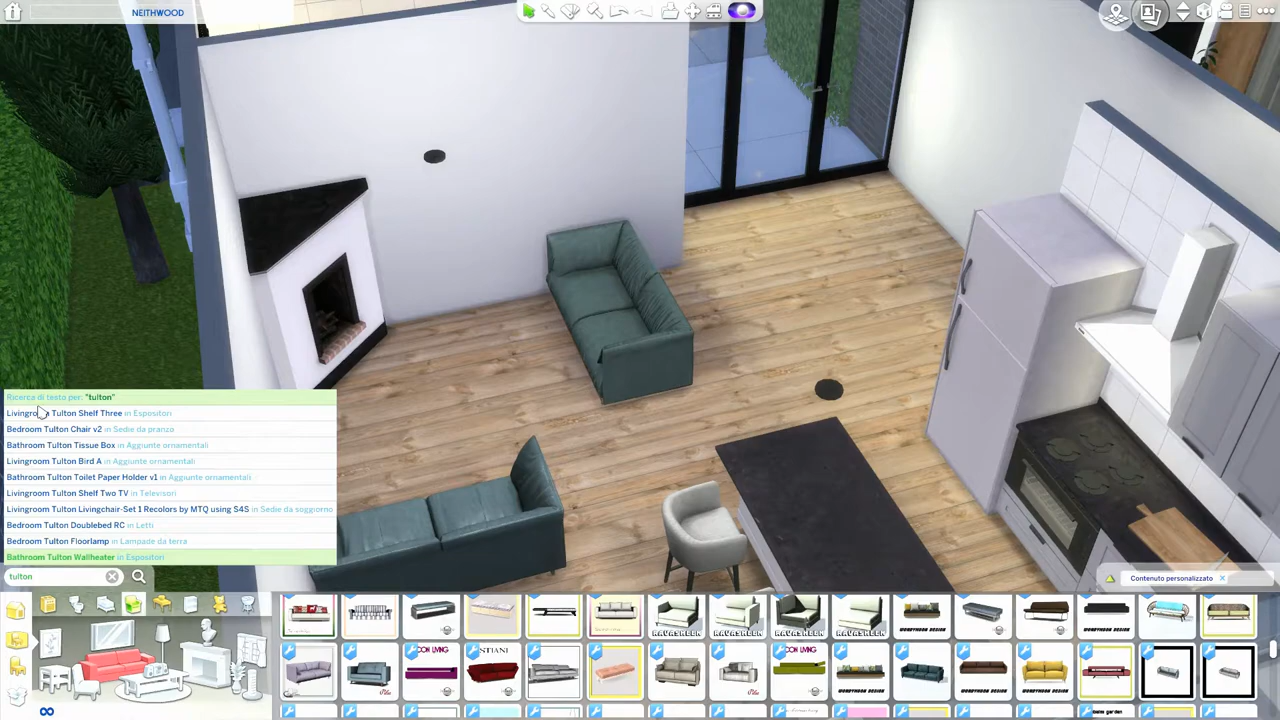 NEITHWOOD
Ricerca di testo per: "tulton"
Livingroom Tulton Shelf Three in Espositori
Bedroom Tulton Chair v2 in Sedie da pranzo
Bathroom Tulton Tissue Box in Aggiunte ornamentali
Livingroom Tulton Bird A in Aggiunte ornamentali
Bathroom Tulton Toilet Paper Holder v1 in Aggiunte ornamentali
Livingroom Tulton Shelf Two TV in Televisori
Livingroom Tulton Livingchair-Set 1 Recolors by MTQ using S4S in Sedie da soggiorno
Bedroom Tulton Doublebed RC in Letti
Bedroom Tulton Floorlamp in Lampade da terra
Bathroom Tulton Wallheater in Espositori
tulton
Contenuto personalizzato
RAVASHEEN RAVASHEEN RAVASHEEN RAVASHEEN